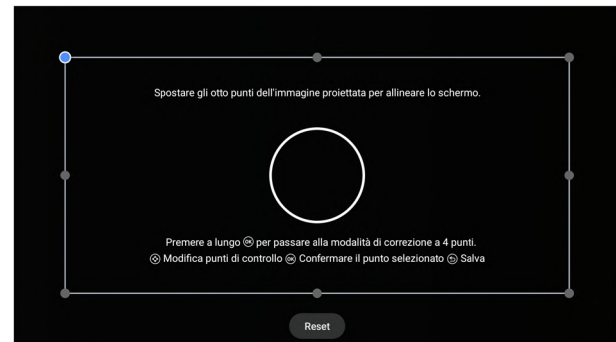 Spostare gli otto punti dell'immagine proiettata per allineare lo schermo.
Premere a lungo OK per passare alla modalità di correzione a 4 punti.
Modifica punti di controllo OK Confermare il punto selezionato Salva
Reset